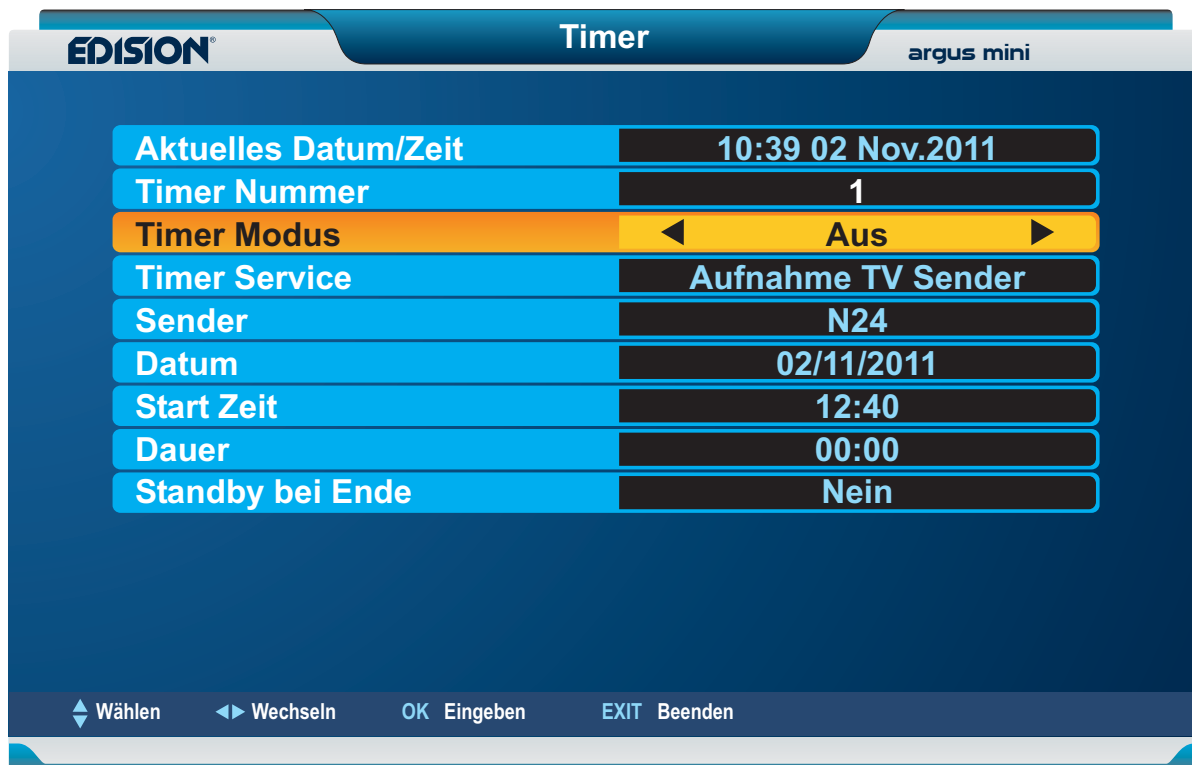 Timer
EDISION® argus mini
Aktuelles Datum/Zeit 10:39 02 Nov.2011
Timer Nummer 1
Timer Modus Aus
Timer Service Aufnahme TV Sender
Sender N24
Datum 02/11/2011
Start Zeit 12:40
Dauer 00:00
Standby bei Ende Nein
Wählen Wechseln OK Eingeben EXIT Beenden